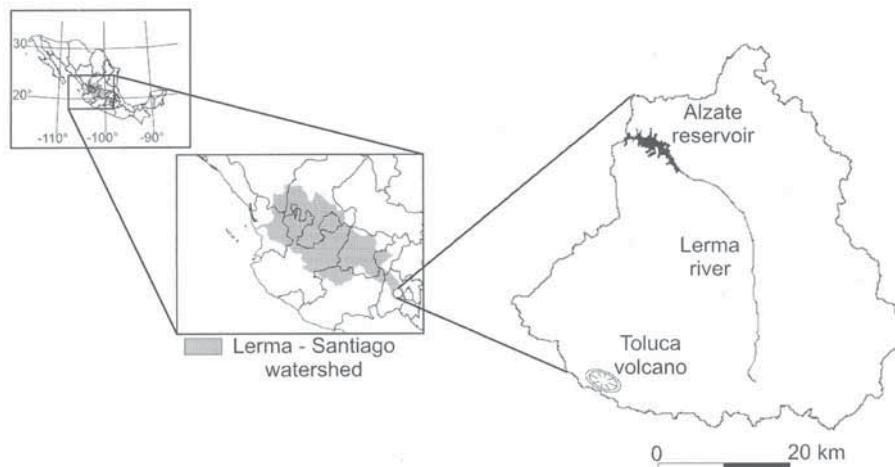 30°
20°
-110° -100° -90°
Lerma - Santiago
watershed
Alzate
reservoir
Lerma
river
Toluca
volcano
0 20 km